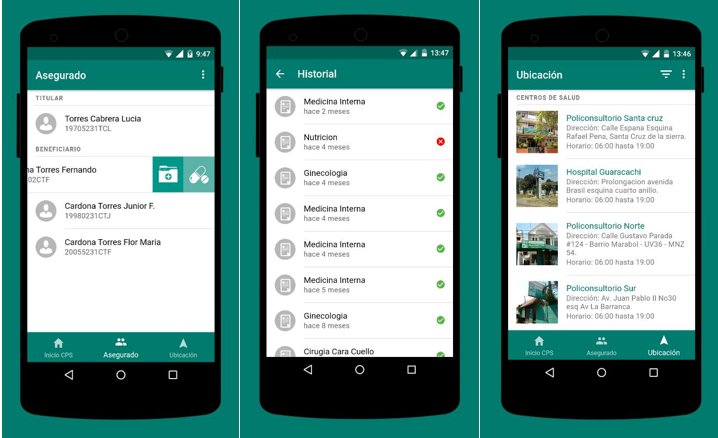 9:47
Asegurado
TITULAR
Torres Cabrera Lucia
19705231TCL
BENEFICIARIO
na Torres Fernando
02CTF
Cardona Torres Junior F.
19980231CTJ
Cardona Torres Flor Maria
20055231CTF
Inicio CPS
Asegurado
Ubicación
13:47
Historial
Medicina Interna
hace 2 meses
Nutricion
hace 4 meses
Ginecologia
hace 4 meses
Medicina Interna
hace 4 meses
Medicina Interna
hace 4 meses
Medicina Interna
hace 5 meses
Ginecologia
hace 8 meses
Cirugia Cara Cuello
13:46
Ubicación
CENTROS DE SALUD
Policonsultorio Santa cruz
Dirección: Calle Espana Esquina
Rafael Pena, Santa Cruz de la sierra.
Horario: 06:00 hasta 19:00
Hospital Guaracachi
Dirección: Prolongacion avenida
Brasil esquina cuarto anillo.
Horario: 06:00 hasta 19:00
Policonsultorio Norte
Dirección: Calle Gustavo Parada
#124 - Barrio Marabol - UV36 - MNZ
54.
Horario: 06:00 hasta 19:00
Policonsultorio Sur
Dirección: Av. Juan Pablo II No30
esq Av La Barranca.
Horario: 06:00 hasta 19:00
Inicio CPS
Asegurado
Ubicación